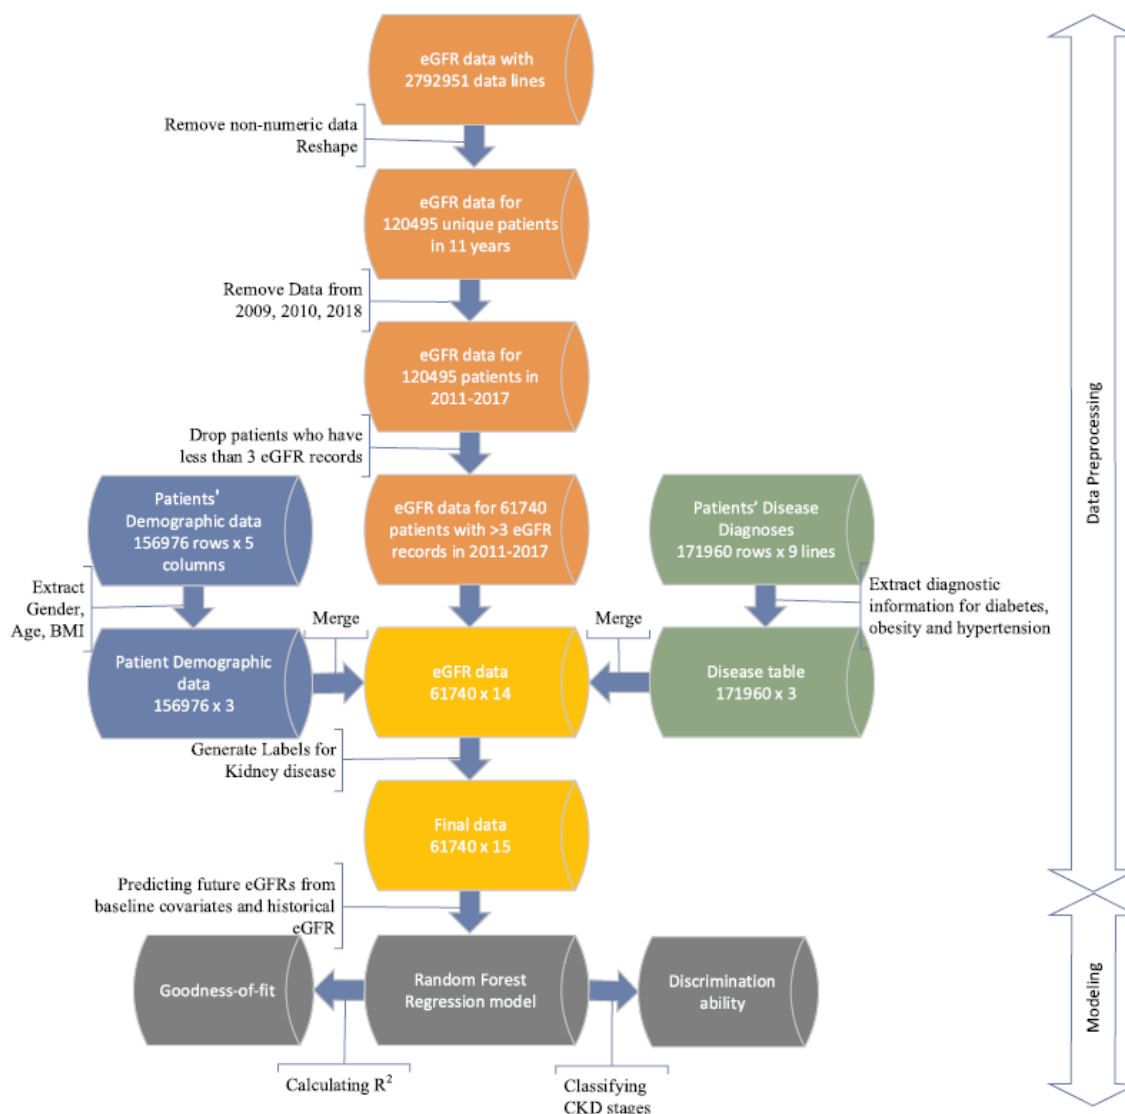 eGFR data with
2792951 data lines
Remove non-numeric data
Reshape
eGFR data for
120495 unique patients
in 11 years
Remove Data from
2009, 2010, 2018
eGFR data for
120495 patients in
2011-2017
Drop patients who have
less than 3 eGFR records
Patients'
Demographic data
156976 rows x 5
columns
eGFR data for 61740
patients with >3 eGFR
records in 2011-2017
Patients’ Disease
Diagnoses
171960 rows x 9 lines
Extract
Gender,
Age, BMI
Merge
Merge
Extract diagnostic
information for diabetes,
obesity and hypertension
Patient Demographic
data
156976 x 3
eGFR data
61740 x 14
Disease table
171960 x 3
Generate Labels for
Kidney disease
Final data
61740 x 15
Predicting future eGFRs from
baseline covariates and historical
eGFR
Goodness-of-fit
Random Forest
Regression model
Discrimination
ability
Calculating R²
Classifying
CKD stages
Data Preprocessing
Modeling